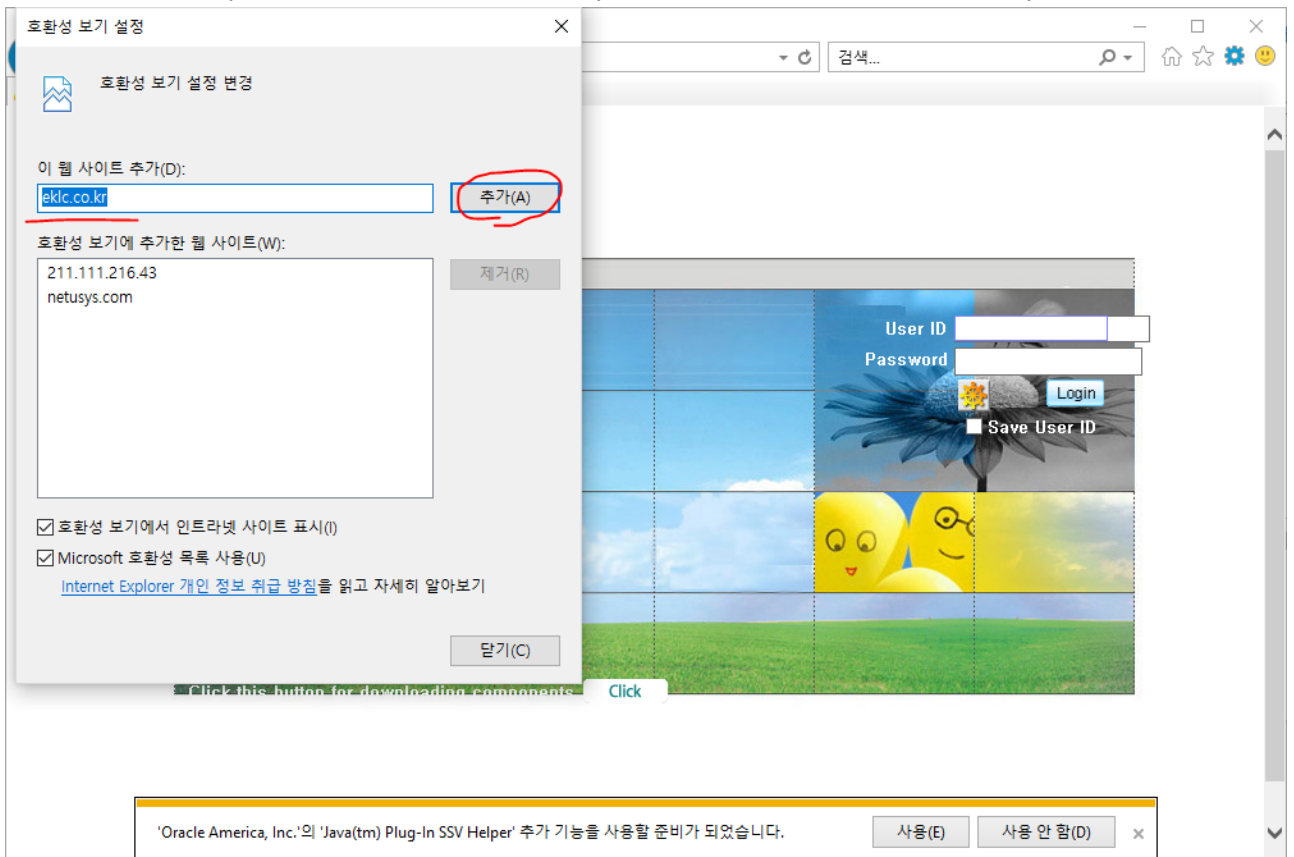 호환성 보기 설정
호환성 보기 설정 변경
이 웹 사이트 추가(D):
eklc.co.kr
추가(A)
호환성 보기에 추가한 웹 사이트(W):
211.111.216.43
netusys.com
제거(R)
호환성 보기에서 인트라넷 사이트 표시(I)
Microsoft 호환성 목록 사용(U)
Internet Explorer 개인 정보 취급 방침을 읽고 자세히 알아보기
닫기(C)
검색...
User ID
Password
Login
Save User ID
Click this button for downloading components
Click
'Oracle America, Inc.'의 'Java(tm) Plug-In SSV Helper' 추가 기능을 사용할 준비가 되었습니다.
사용(E)
사용 안 함(D)